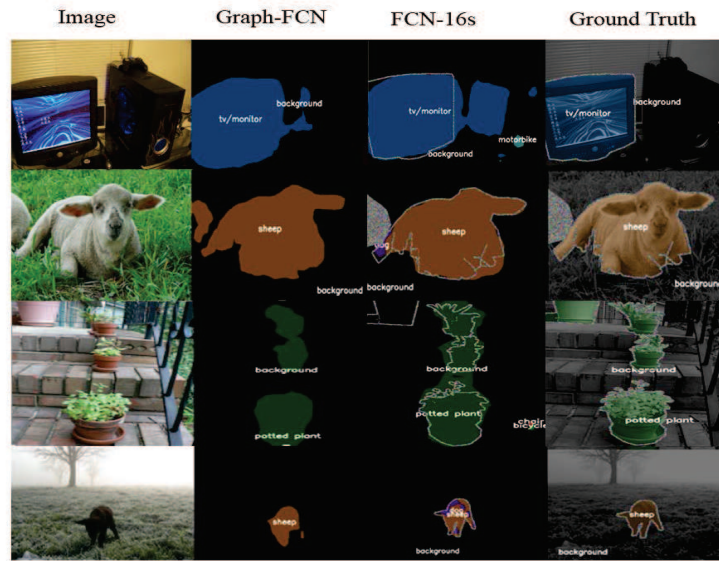 Image Graph-FCN FCN-16s Ground Truth
background
tv/monitor
tv/monitor
motorbike
background
tv/monitor
background
sheep
background
sheep
background
sheep
background
background
potted plant
background
potted plant
chair
bicycle
background
potted plant
sheep
dog
sheep
background
sheep
background